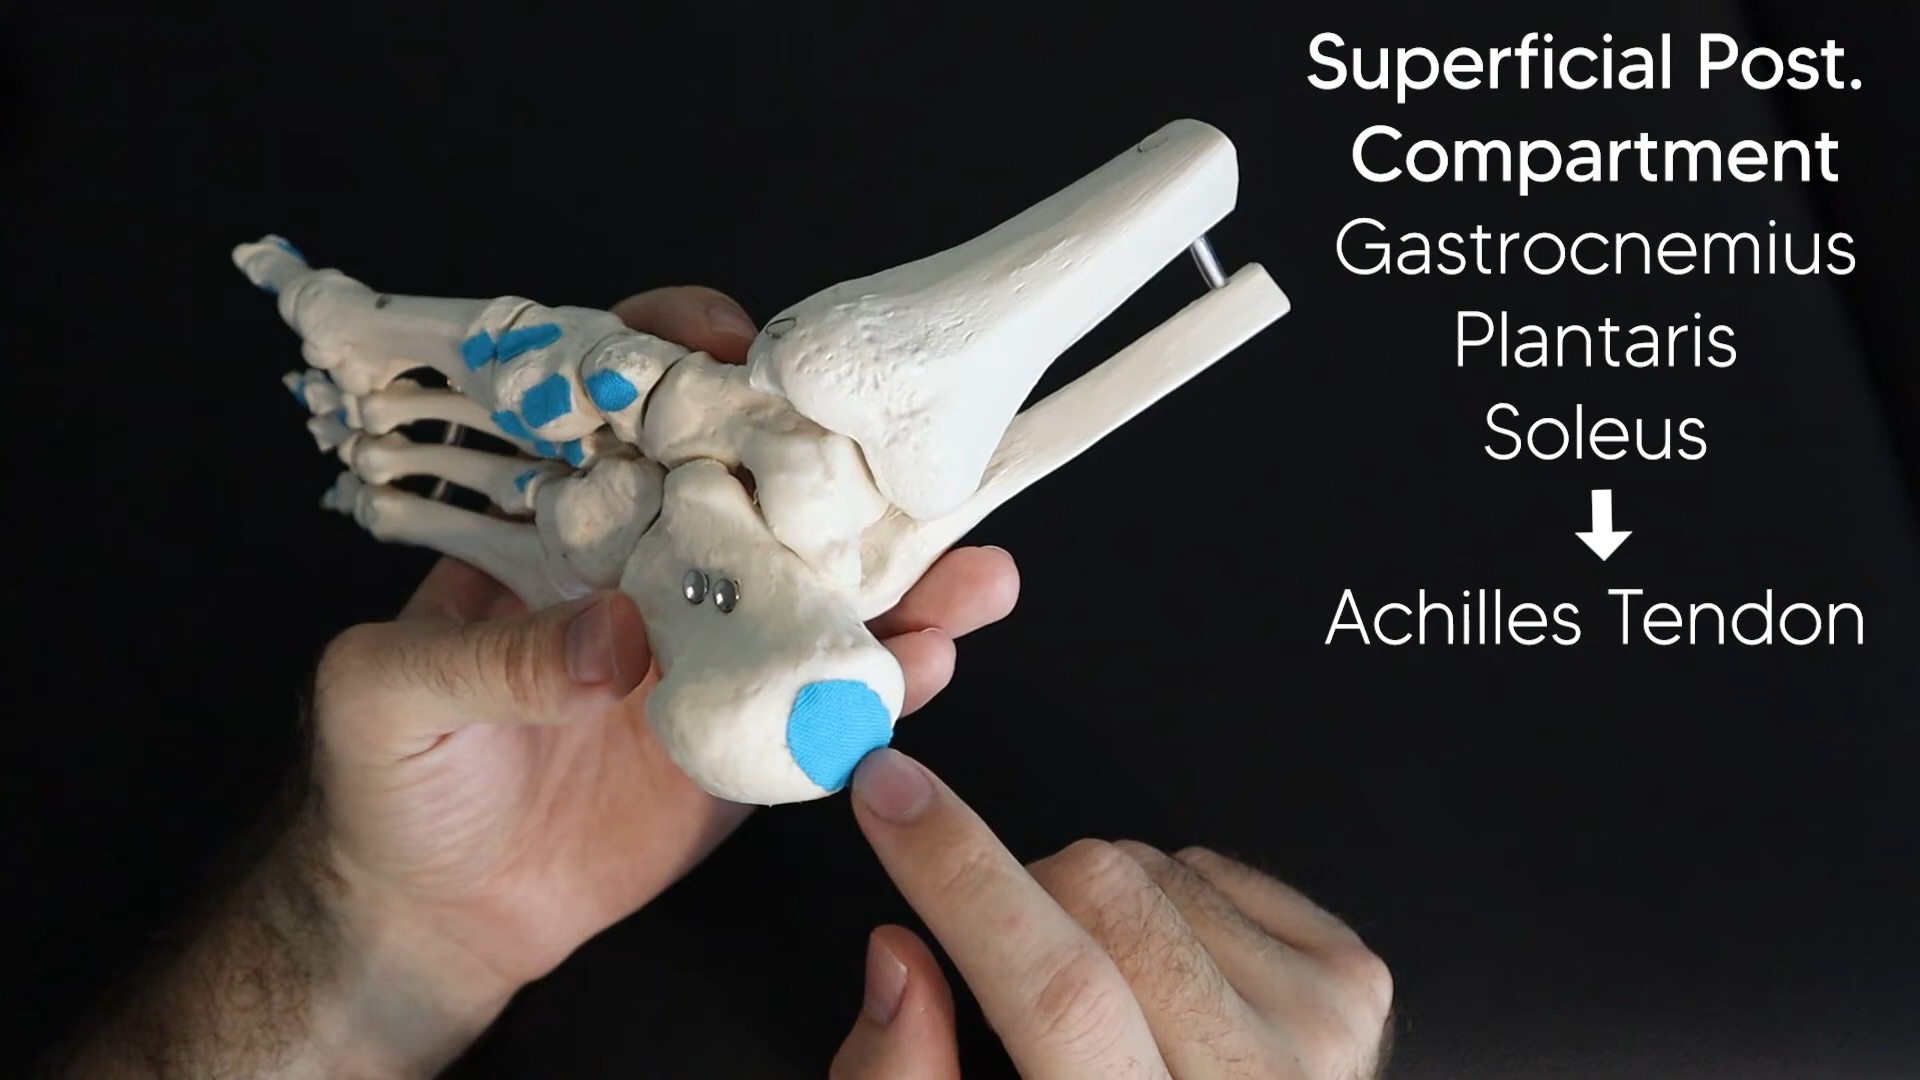 Superficial Post.
Compartment
Gastrocnemius
Plantaris
Soleus
Achilles Tendon